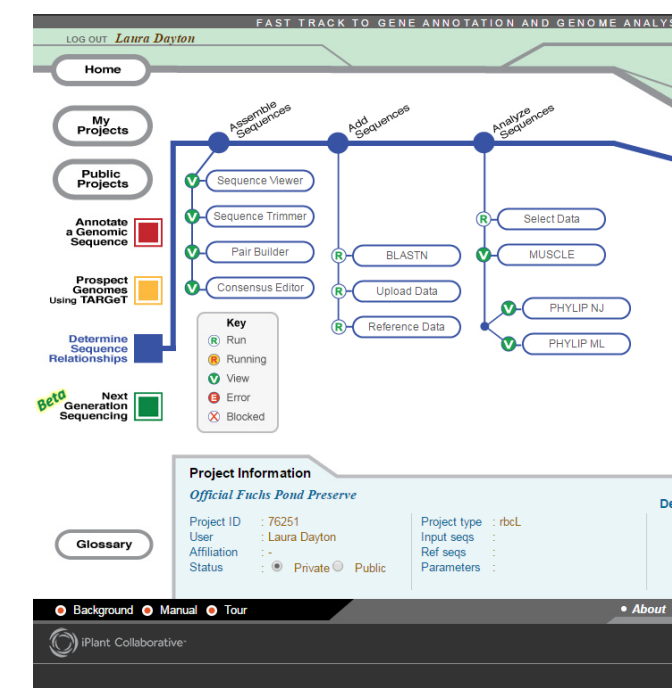 FAST TRACK TO GENE ANNOTATION AND GENOME ANALYS
LOG OUT Laura Dayton
Home
My
Projects
Public
Projects
Annotate
a Genomic
Sequence
Prospect
Genomes
Using TARGeT
Determine
Sequence
Relationships
Beta
Next
Generation
Sequencing
Glossary
Assemble
Sequences
Add
Sequences
Analyze
Sequences
V Sequence Viewer
V Sequence Trimmer
V Pair Builder
V Consensus Editor
R BLASTN
R Upload Data
R Reference Data
R Select Data
V MUSCLE
V PHYLIP NJ
V PHYLIP ML
Key
R Run
R Running
V View
E Error
X Blocked
Project Information
Official Fuchs Pond Preserve
Project ID : 76251
User : Laura Dayton
Affiliation : -
Status : Private Public
Project type : rbcL
Input seqs :
Ref seqs :
Parameters :
De
Background Manual Tour
• About
iPlant Collaborative™